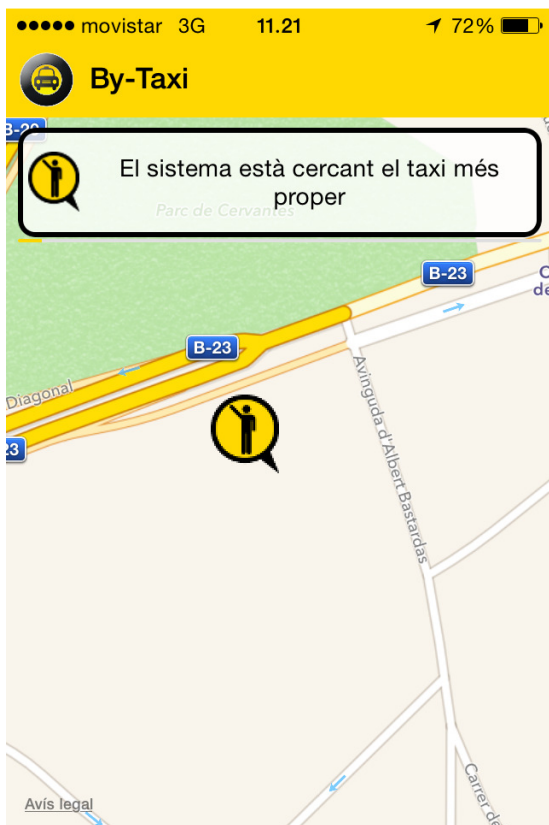 movistar 3G 11.21 72%
By-Taxi
B-20
El sistema està cercant el taxi més
proper
Parc de Cervantes
B-23
B-23
Diagonal
23
Avinguda d'Albert Bastardas
Carrer de
Avís legal